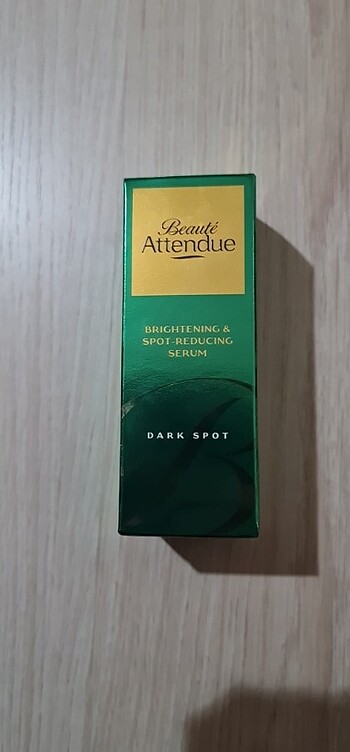 Beauté
Attendue
BRIGHTENING &
SPOT-REDUCING
SERUM
DARK SPOT